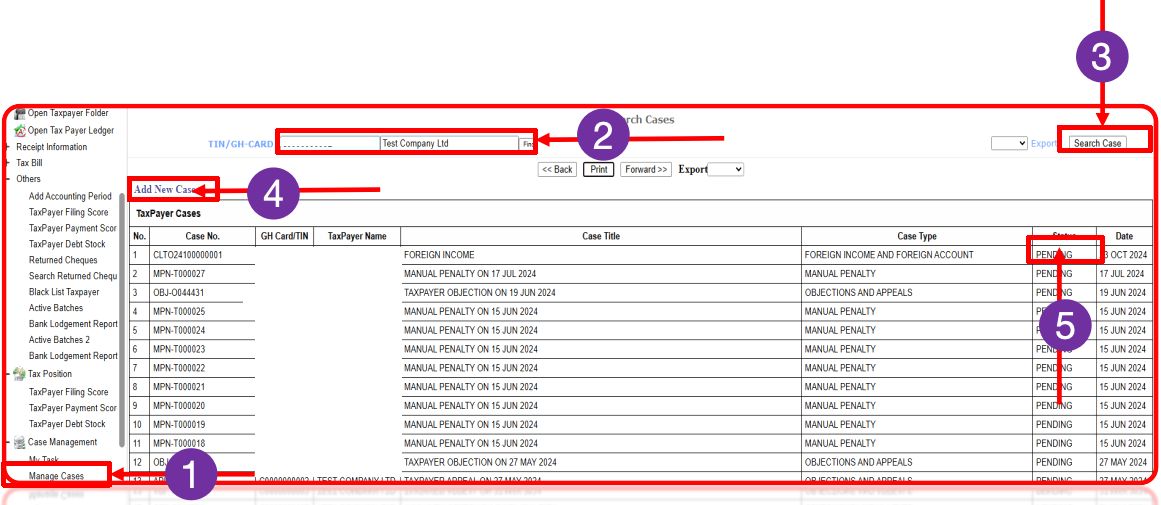 3
Open Taxpayer Folder
Open Tax Payer Ledger
Receipt Information
Tax Bill
Others
Add Accounting Period
TaxPayer Filing Score
TaxPayer Payment Scor
TaxPayer Debt Stock
Returned Cheques
Search Returned Chequ
Black List Taxpayer
Active Batches
Bank Lodgement Report
Active Batches 2
Bank Lodgement Report
Tax Position
TaxPayer Filing Score
TaxPayer Payment Scor
TaxPayer Debt Stock
Case Management
My Task
Manage Cases
1
rch Cases
TIN/GH-CARD Test Company Ltd 2 Export Search Case
<< Back Print Forward >> Export
Add New Case 4
TaxPayer Cases
No. Case No. GH Card/TIN TaxPayer Name Case Title Case Type Status Date
1 CLTO24100000001 FOREIGN INCOME FOREIGN INCOME AND FOREIGN ACCOUNT PENDING OCT 2024
2 MPN-T000027 MANUAL PENALTY ON 17 JUL 2024 MANUAL PENALTY PENDING 17 JUL 2024
3 OBJ-O044431 TAXPAYER OBJECTION ON 19 JUN 2024 OBJECTIONS AND APPEALS PENDING 19 JUN 2024
4 MPN-T000025 MANUAL PENALTY ON 15 JUN 2024 MANUAL PENALTY 15 JUN 2024
5 MPN-T000024 MANUAL PENALTY ON 15 JUN 2024 MANUAL PENALTY 5 15 JUN 2024
6 MPN-T000023 MANUAL PENALTY ON 15 JUN 2024 MANUAL PENALTY PENDING 15 JUN 2024
7 MPN-T000022 MANUAL PENALTY ON 15 JUN 2024 MANUAL PENALTY PENDING 15 JUN 2024
8 MPN-T000021 MANUAL PENALTY ON 15 JUN 2024 MANUAL PENALTY PENDING 15 JUN 2024
9 MPN-T000020 MANUAL PENALTY ON 15 JUN 2024 MANUAL PENALTY PENDING 15 JUN 2024
10 MPN-T000019 MANUAL PENALTY ON 15 JUN 2024 MANUAL PENALTY PENDING 15 JUN 2024
11 MPN-T000018 MANUAL PENALTY ON 15 JUN 2024 MANUAL PENALTY PENDING 15 JUN 2024
12 OBJ TAXPAYER OBJECTION ON 27 MAY 2024 OBJECTIONS AND APPEALS PENDING 27 MAY 2024
13 C0000000002 TEST COMPANY LTD TAXPAYER APPEAL ON 27 MAY 2024 OBJECTIONS AND APPEALS PENDING 27 MAY 2024